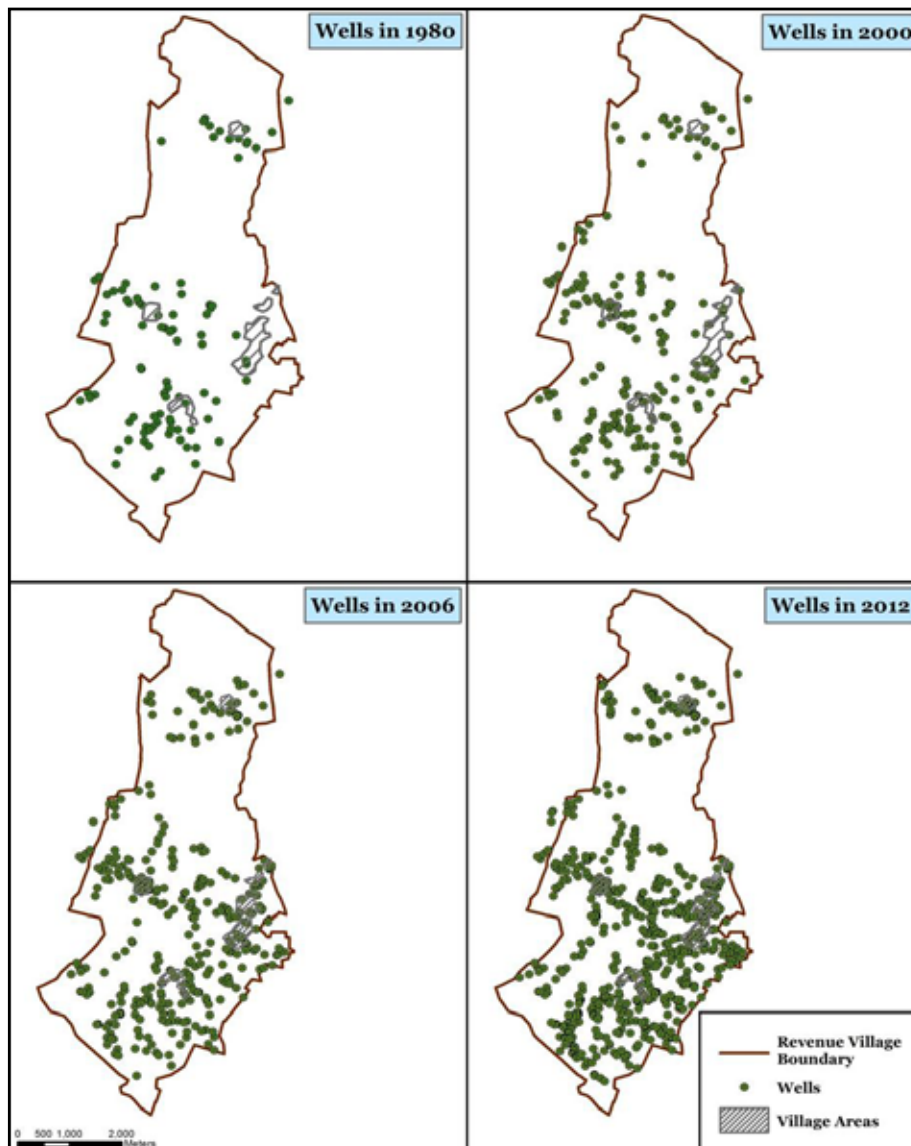 Wells in 1980
Wells in 2000
Wells in 2006
Wells in 2012
Revenue Village
Boundary
Wells
Village Areas
0 500 1,000 2,000
Meters